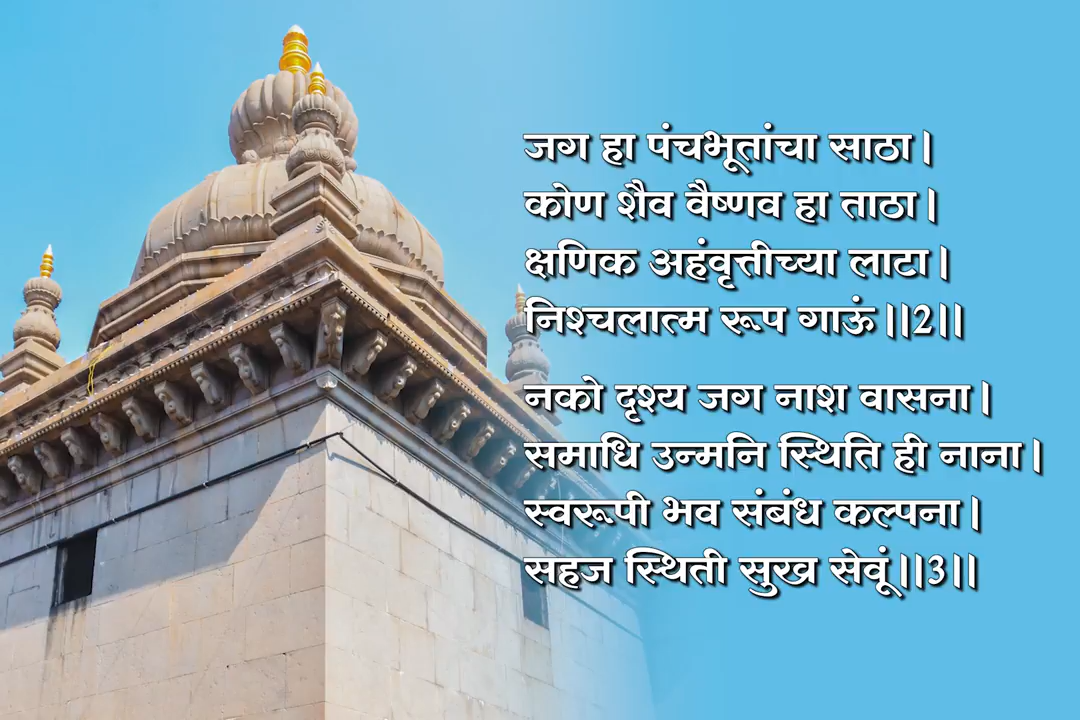 जग हा पंचभूतांचा साठा।
कोण शैव वैष्णव हा ताठा।
क्षणिक अहंवृत्तीच्या लाटा।
निश्चलात्म रूप गाऊं।।2।।
नको दृश्य जग नाश वासना।
समाधि उन्मनि स्थिति ही नाना।
स्वरूपी भव संबंध कल्पना।
सहज स्थिती सुख सेवूं।।3।।